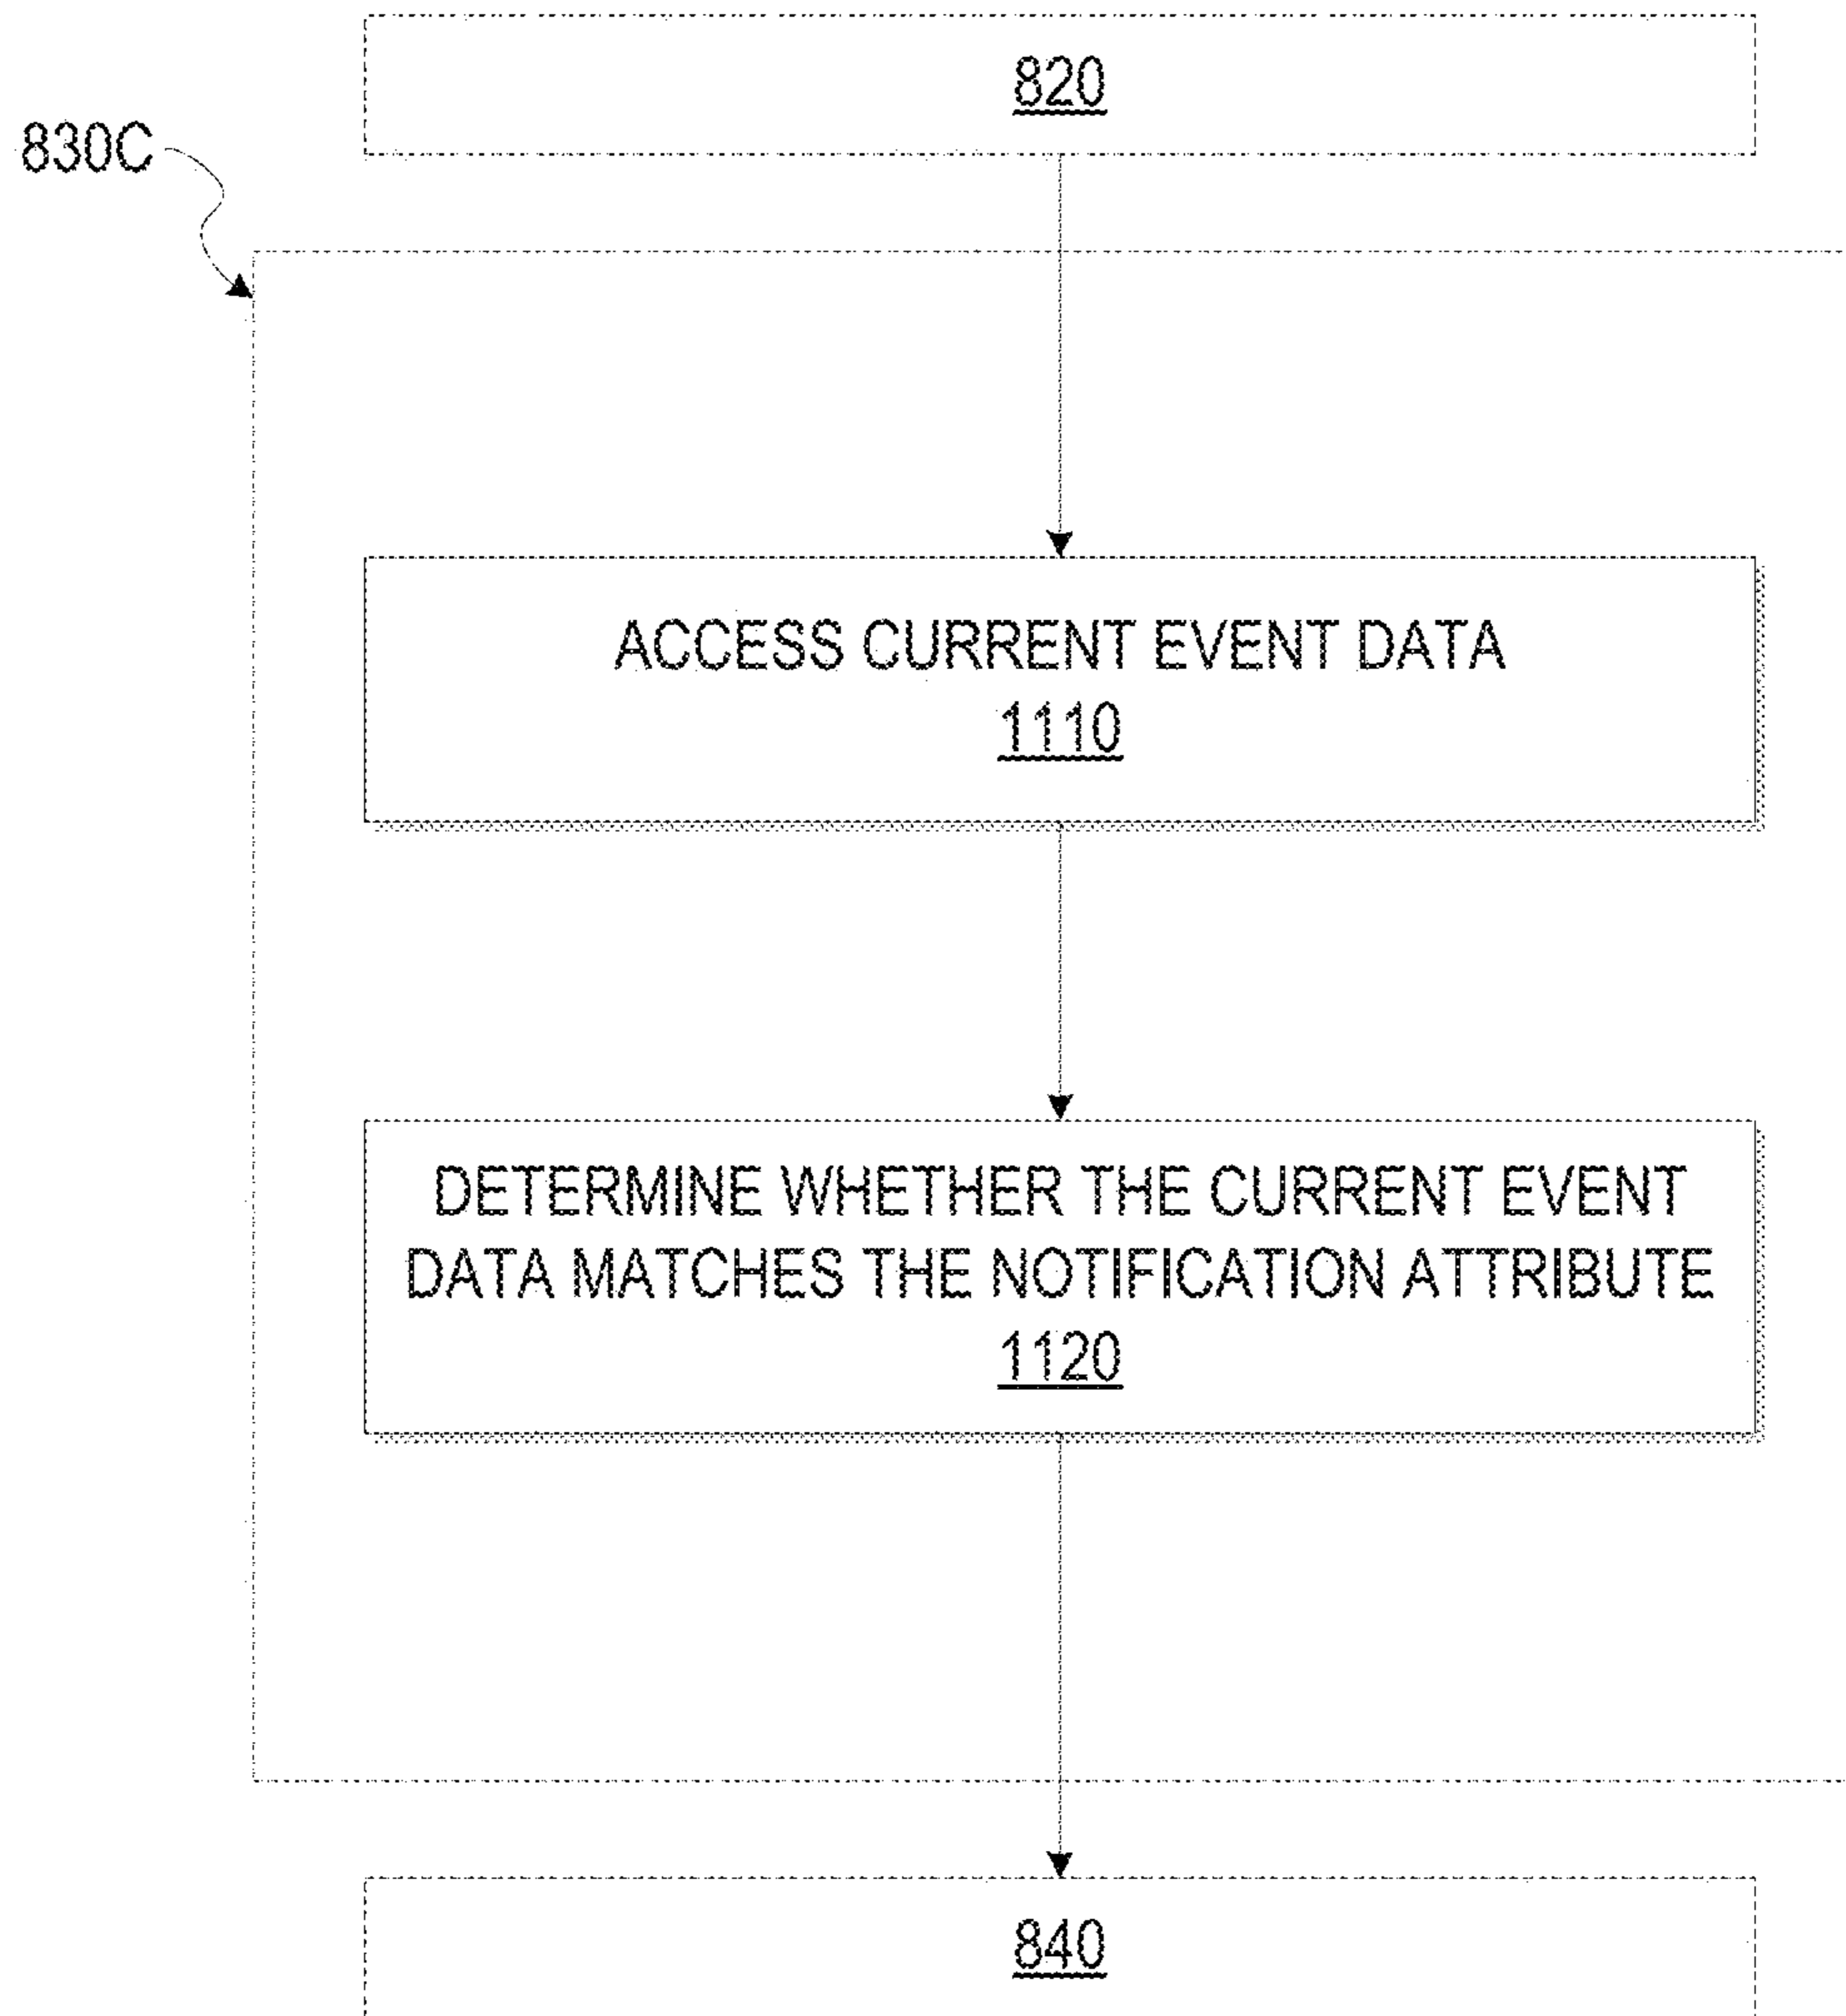 820
830C
ACCESS CURRENT EVENT DATA
1110
DETERMINE WHETHER THE CURRENT EVENT
DATA MATCHES THE NOTIFICATION ATTRIBUTE
1120
840